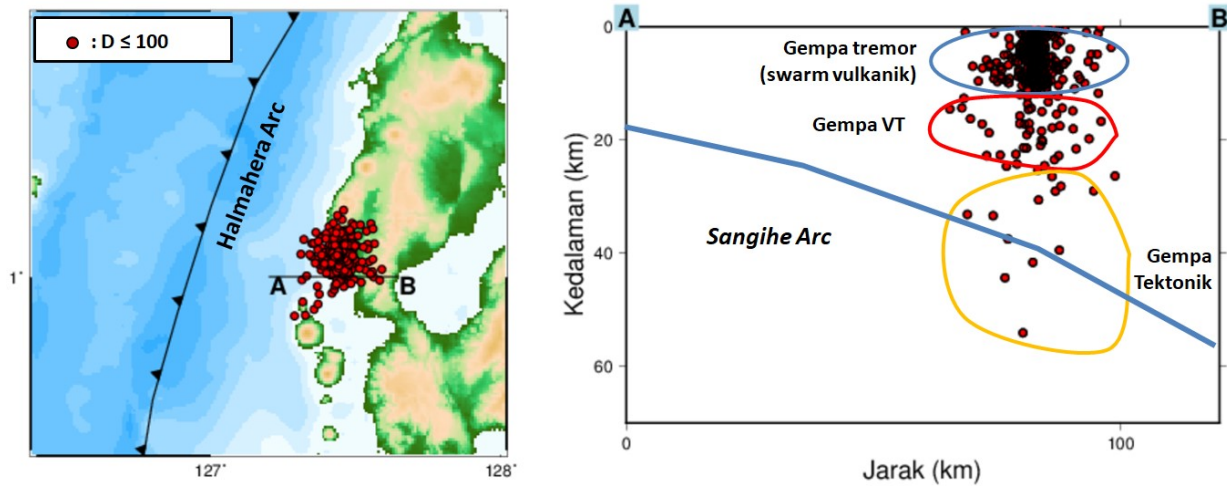 : D ≤ 100
Halmahera Arc
A
B
1°
127°
128°
A
B
0
20
40
60
Kedalaman (km)
Gempa tremor
(swarm vulkanik)
Gempa VT
Sangihe Arc
Gempa
Tektonik
0
100
Jarak (km)